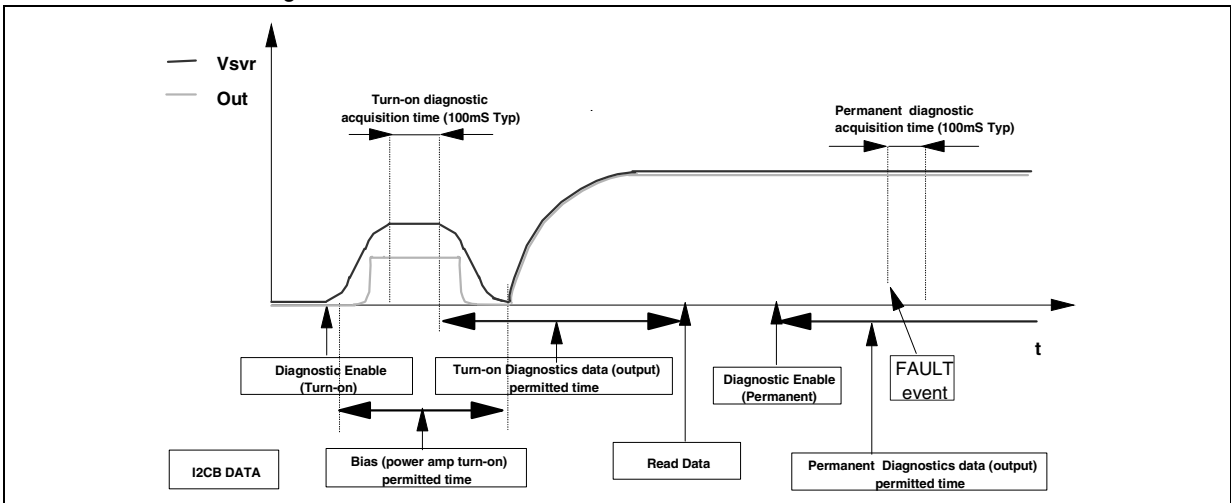 Vsvr
Out
Turn-on diagnostic
acquisition time (100mS Typ)
Permanent diagnostic
acquisition time (100mS Typ)
t
Diagnostic Enable
(Turn-on)
Turn-on Diagnostics data (output)
permitted time
Diagnostic Enable
(Permanent)
FAULT
event
I2CB DATA
Bias (power amp turn-on)
permitted time
Read Data
Permanent Diagnostics data (output)
permitted time